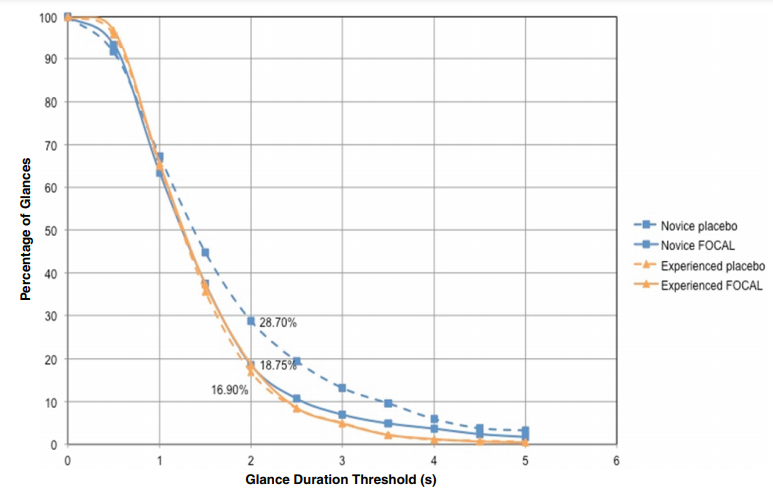 100
90
80
70
60
50
40
30
20
10
0
Percentage of Glances
28.70%
18.75%
16.90%
0 1 2 3 4 5 6
Glance Duration Threshold (s)
Novice placebo
Novice FOCAL
Experienced placebo
Experienced FOCAL